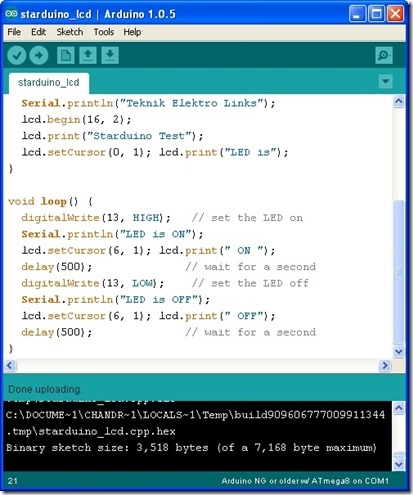 starduino_lcd | Arduino 1.0.5
File Edit Sketch Tools Help
starduino_lcd
Serial.println("Teknik Elektro Links");
lcd.begin(16, 2);
lcd.print("Starduino Test");
lcd.setCursor(0, 1); lcd.print("LED is");
}
void loop() {
digitalWrite(13, HIGH);   // set the LED on
Serial.println("LED is ON");
lcd.setCursor(6, 1); lcd.print(" ON ");
delay(500);              // wait for a second
digitalWrite(13, LOW);    // set the LED off
Serial.println("LED is OFF");
lcd.setCursor(6, 1); lcd.print(" OFF");
delay(500);              // wait for a second
}
Done uploading.
C:\DOCUME~1\CHANDR~1\LOCALS~1\Temp\build909606777009911344
.tmp\starduino_lcd.cpp.hex
Binary sketch size: 3,518 bytes (of a 7,168 byte maximum)
21 Arduino NG or older w/ ATmega8 on COM1